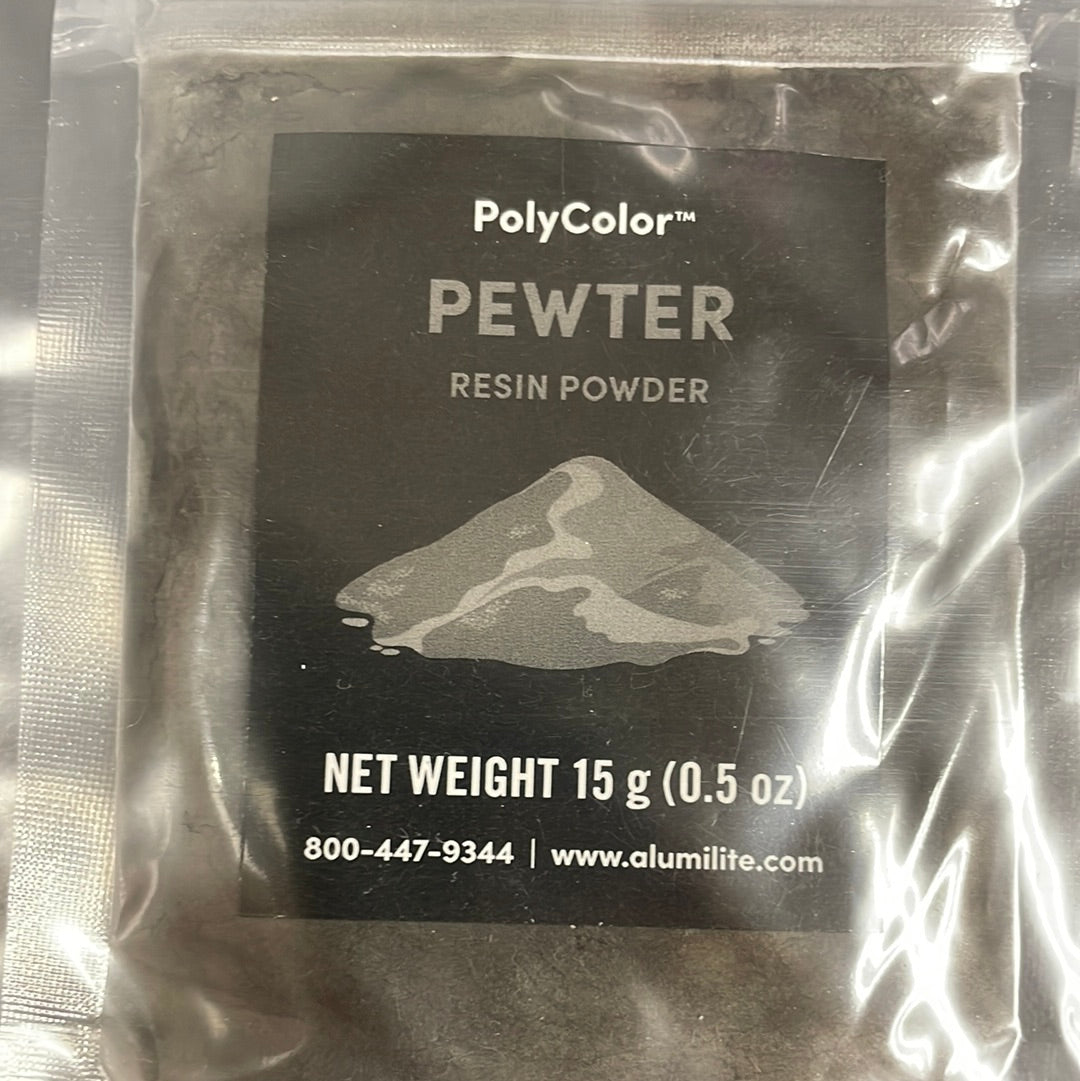 PolyColor™
PEWTER
RESIN POWDER
NET WEIGHT 15 g (0.5 oz)
800-447-9344 | www.alumilite.com